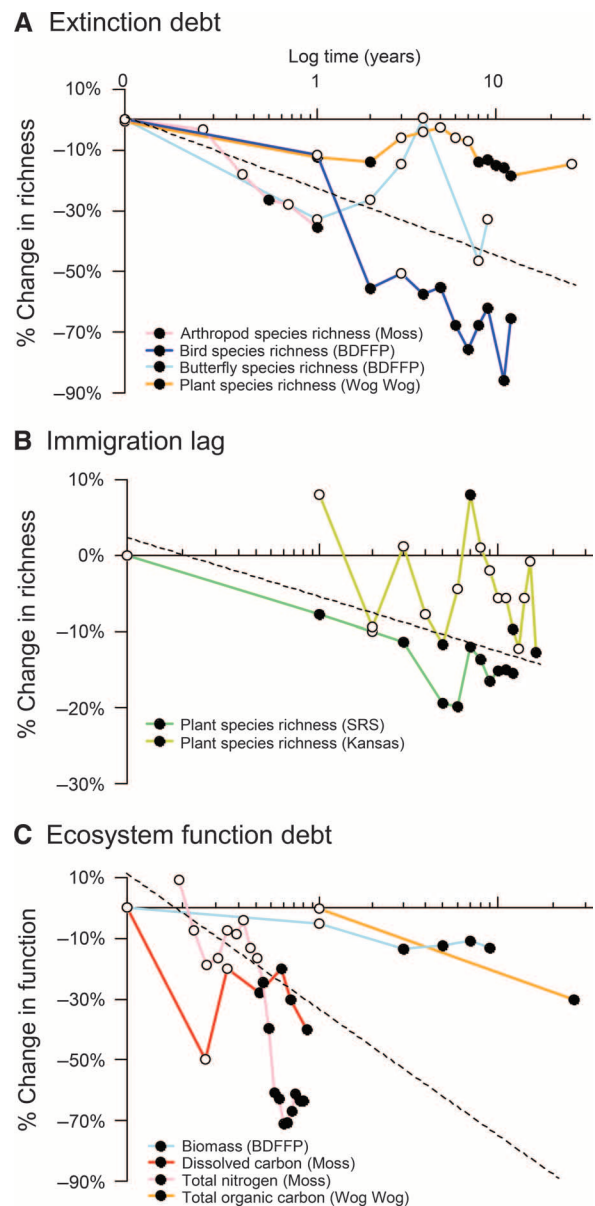 A Extinction debt
Log time (years)
0 1 10
10%
0%
–10%
–30%
–50%
–70%
–90%
% Change in richness
Arthropod species richness (Moss)
Bird species richness (BDFFP)
Butterfly species richness (BDFFP)
Plant species richness (Wog Wog)
B Immigration lag
10%
0%
–10%
–20%
–30%
% Change in richness
Plant species richness (SRS)
Plant species richness (Kansas)
C Ecosystem function debt
10%
0%
–10%
–30%
–50%
–70%
–90%
% Change in function
Biomass (BDFFP)
Dissolved carbon (Moss)
Total nitrogen (Moss)
Total organic carbon (Wog Wog)